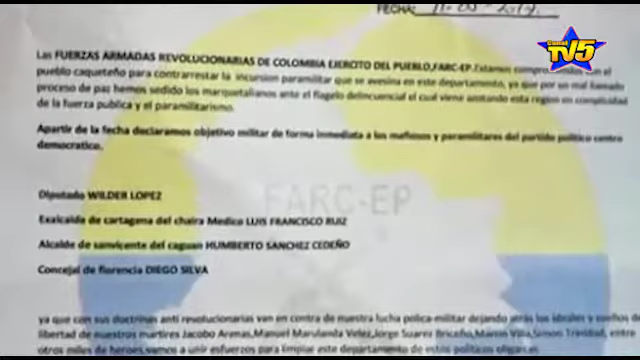 FECHA:
Canal TV5
Las FUERZAS ARMADAS REVOLUCIONARIAS DE COLOMBIA EJERCITO DEL PUEBLO,FARC-EP.Estamos comprometidos con el
pueblo caqueteño para contrarrestar la incursion paramilitar que se avesina en este departamento, ya que por un mal llamado
proceso de paz hemos sedido los marquetalianos ante el flagelo delincuencial el cual viene azotando esta region en complicidad
de la fuerza publica y el paramilitarismo.
Apartir de la fecha declaramos objetivo militar de forma inmediata a los mafiosos y paramilitares del partido politico centro
democratico.
FARC-EP
Diputado WILDER LOPEZ
Exalcalde de cartagena del chaira Medico LUIS FRANCISCO RUIZ
Alcalde de sanvicente del caguan HUMBERTO SANCHEZ CEDEÑO
Concejal de florencia DIEGO SILVA
ya que con sus doctrinas anti revolucionarias van en contra de nuestra lucha polica-militar dejando atrás los ideales y sueños de
libertad de nuestros martires Jacobo Arenas,Manuel Marulanda Velez,Jorge Suarez Briceño,Marco Villa,Simon Trinidad, entre
otros miles de heroes,vamos a unir esfuerzos para limpiar este departamento de estos politicos